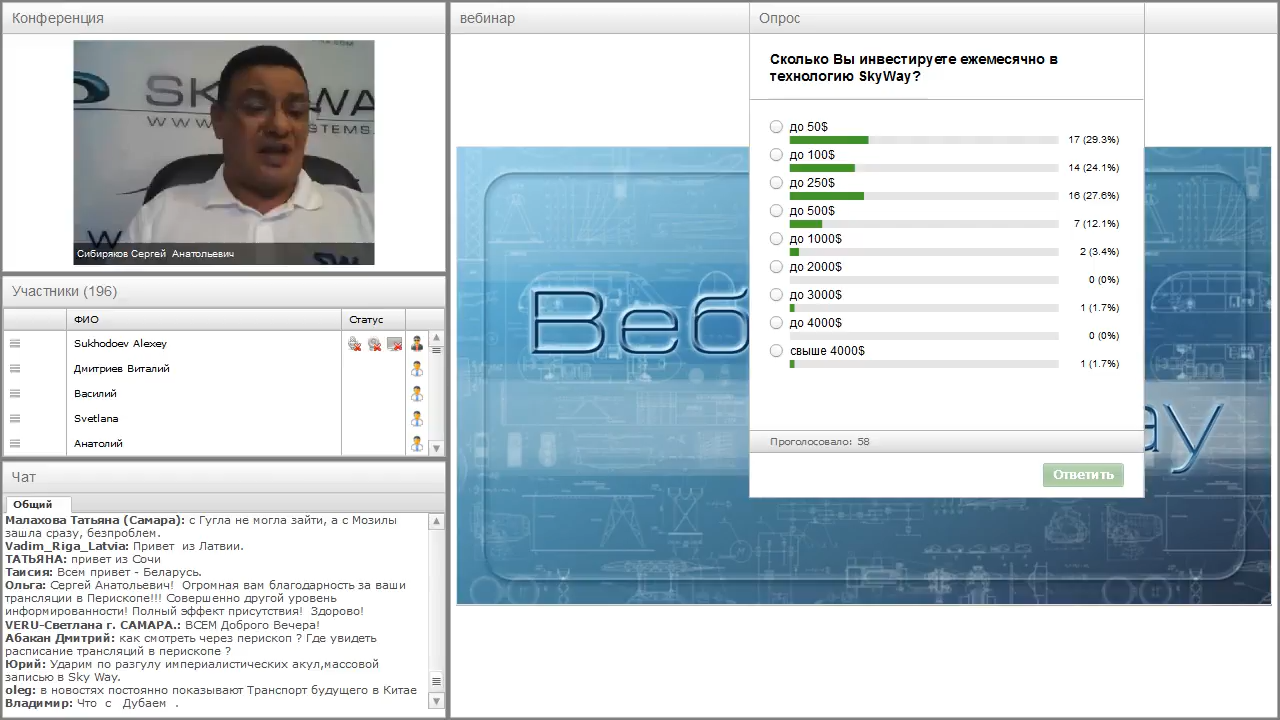 Конференция
SK WA
WWW
STEMS.
W
SW
Сибиряков Сергей Анатольевич
Участники (196)
ФИО
Статус
Sukhodoev Alexey
Дмитриев Виталий
Василий
Svetlana
Анатолий
Чат
Общий
Малахова Татьяна (Самара): с Гугла не могла зайти, а с Мозилы
зашла сразу, безпроблем.
Vadim_Riga_Latvia: Привет из Латвии.
ТАТЬЯНА: привет из Сочи
Таисия: Всем привет - Беларусь.
Ольга: Сергей Анатольевич! Огромная вам благодарность за ваши
трансляции в Перископе!!! Совершенно другой уровень
информированности! Полный эффект присутствия! Здорово!
VERU-Светлана г. САМАРА.: ВСЕМ Доброго Вечера!
Абакан Дмитрий: как смотреть через перископ ? Где увидеть
расписание трансляций в перископе ?
Юрий: Ударим по разгулу империалистических акул,массовой
записью в Sky Way.
oleg: в новостях постоянно показывают Транспорт будущего в Китае
Владимир: Что с Дубаем .
вебинар
Веб
ay
Опрос
Сколько Вы инвестируете ежемесячно в
технологию SkyWay?
до 50$
17 (29.3%)
до 100$
14 (24.1%)
до 250$
16 (27.6%)
до 500$
7 (12.1%)
до 1000$
2 (3.4%)
до 2000$
0 (0%)
до 3000$
1 (1.7%)
до 4000$
0 (0%)
свыше 4000$
1 (1.7%)
Проголосовало: 58
Ответить